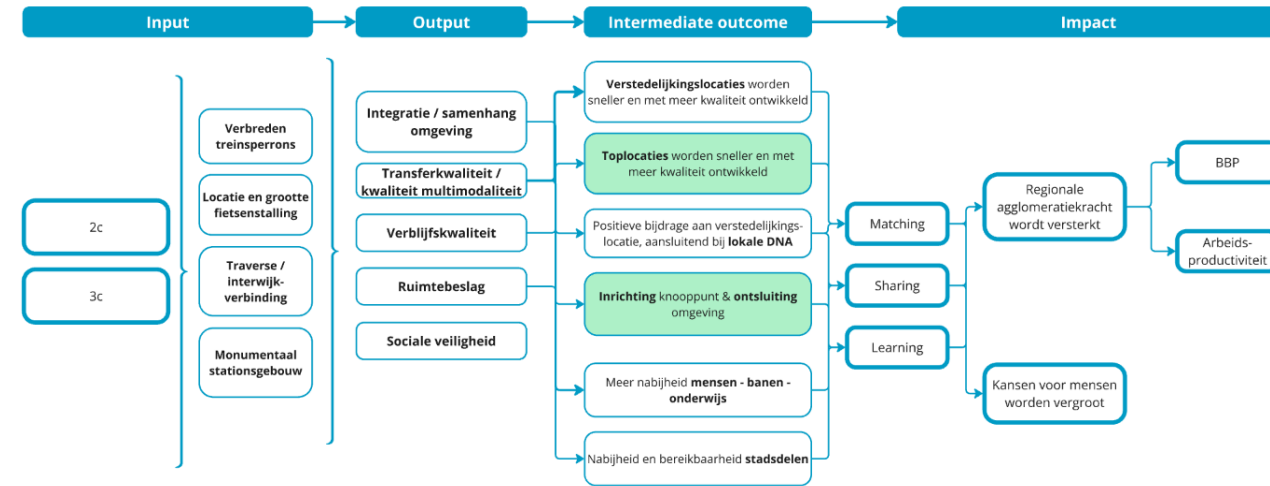 Input
Output
Intermediate outcome
Impact
2c
3c
Verbreden
treinsperrons
Locatie en grootte
fietsenstalling
Traverse /
interwijk-
verbinding
Monumentaal
stationsgebouw
Integratie / samenhang
omgeving
Transferkwaliteit /
kwaliteit multimodaliteit
Verblijfskwaliteit
Ruimtebeslag
Sociale veiligheid
Verstedelijkingslocaties worden
sneller en met meer kwaliteit ontwikkeld
Toplocaties worden sneller en met
meer kwaliteit ontwikkeld
Positieve bijdrage aan verstedelijkings-
locatie, aansluitend bij lokale DNA
Inrichting knooppunt & ontsluiting
omgeving
Meer nabijheid mensen - banen -
onderwijs
Nabijheid en bereikbaarheid stadsdelen
Matching
Sharing
Learning
Regionale
agglomeratiekracht
wordt versterkt
Kansen voor mensen
worden vergroot
BBP
Arbeids-
productiviteit